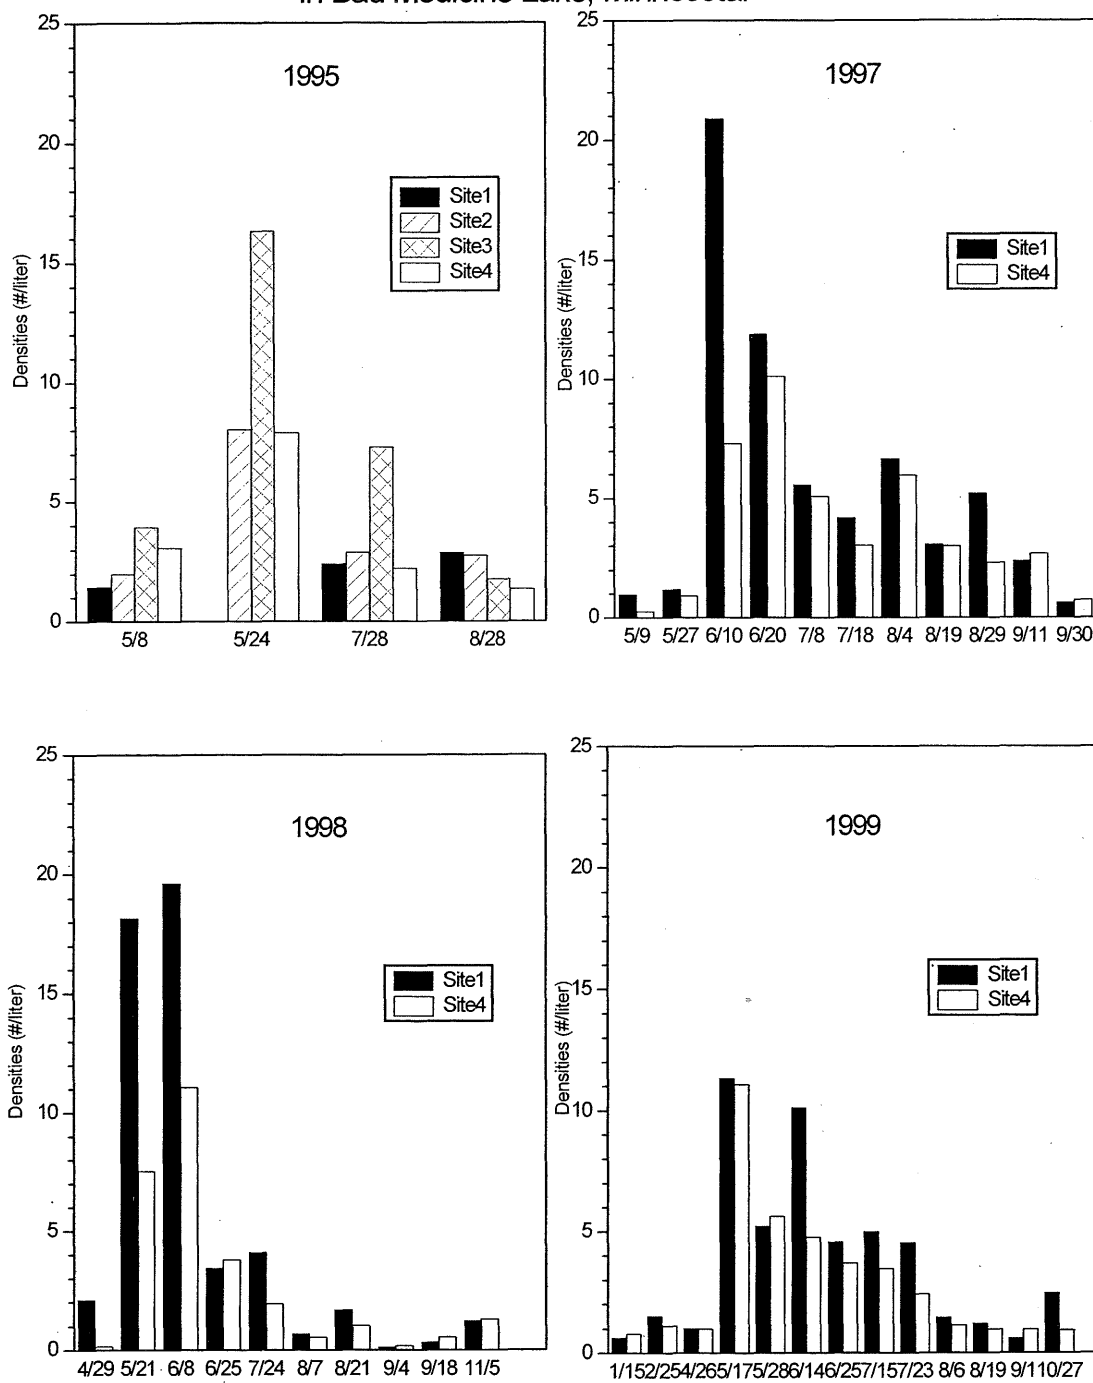 in Bad Medicine Lake, Minnesota.
25
20
15
10
5
0
Densities (#/liter)
1995
Site1
Site2
Site3
Site4
5/8 5/24 7/28 8/28
25
20
15
10
5
0
Densities (#/liter)
1997
Site1
Site4
5/9 5/27 6/10 6/20 7/8 7/18 8/4 8/19 8/29 9/11 9/30
25
20
15
10
5
0
Densities (#/liter)
1998
Site1
Site4
4/29 5/21 6/8 6/25 7/24 8/7 8/21 9/4 9/18 11/5
25
20
15
10
5
0
Densities (#/liter)
1999
Site1
Site4
1/152/254/265/175/286/146/257/157/23 8/6 8/19 9/110/27